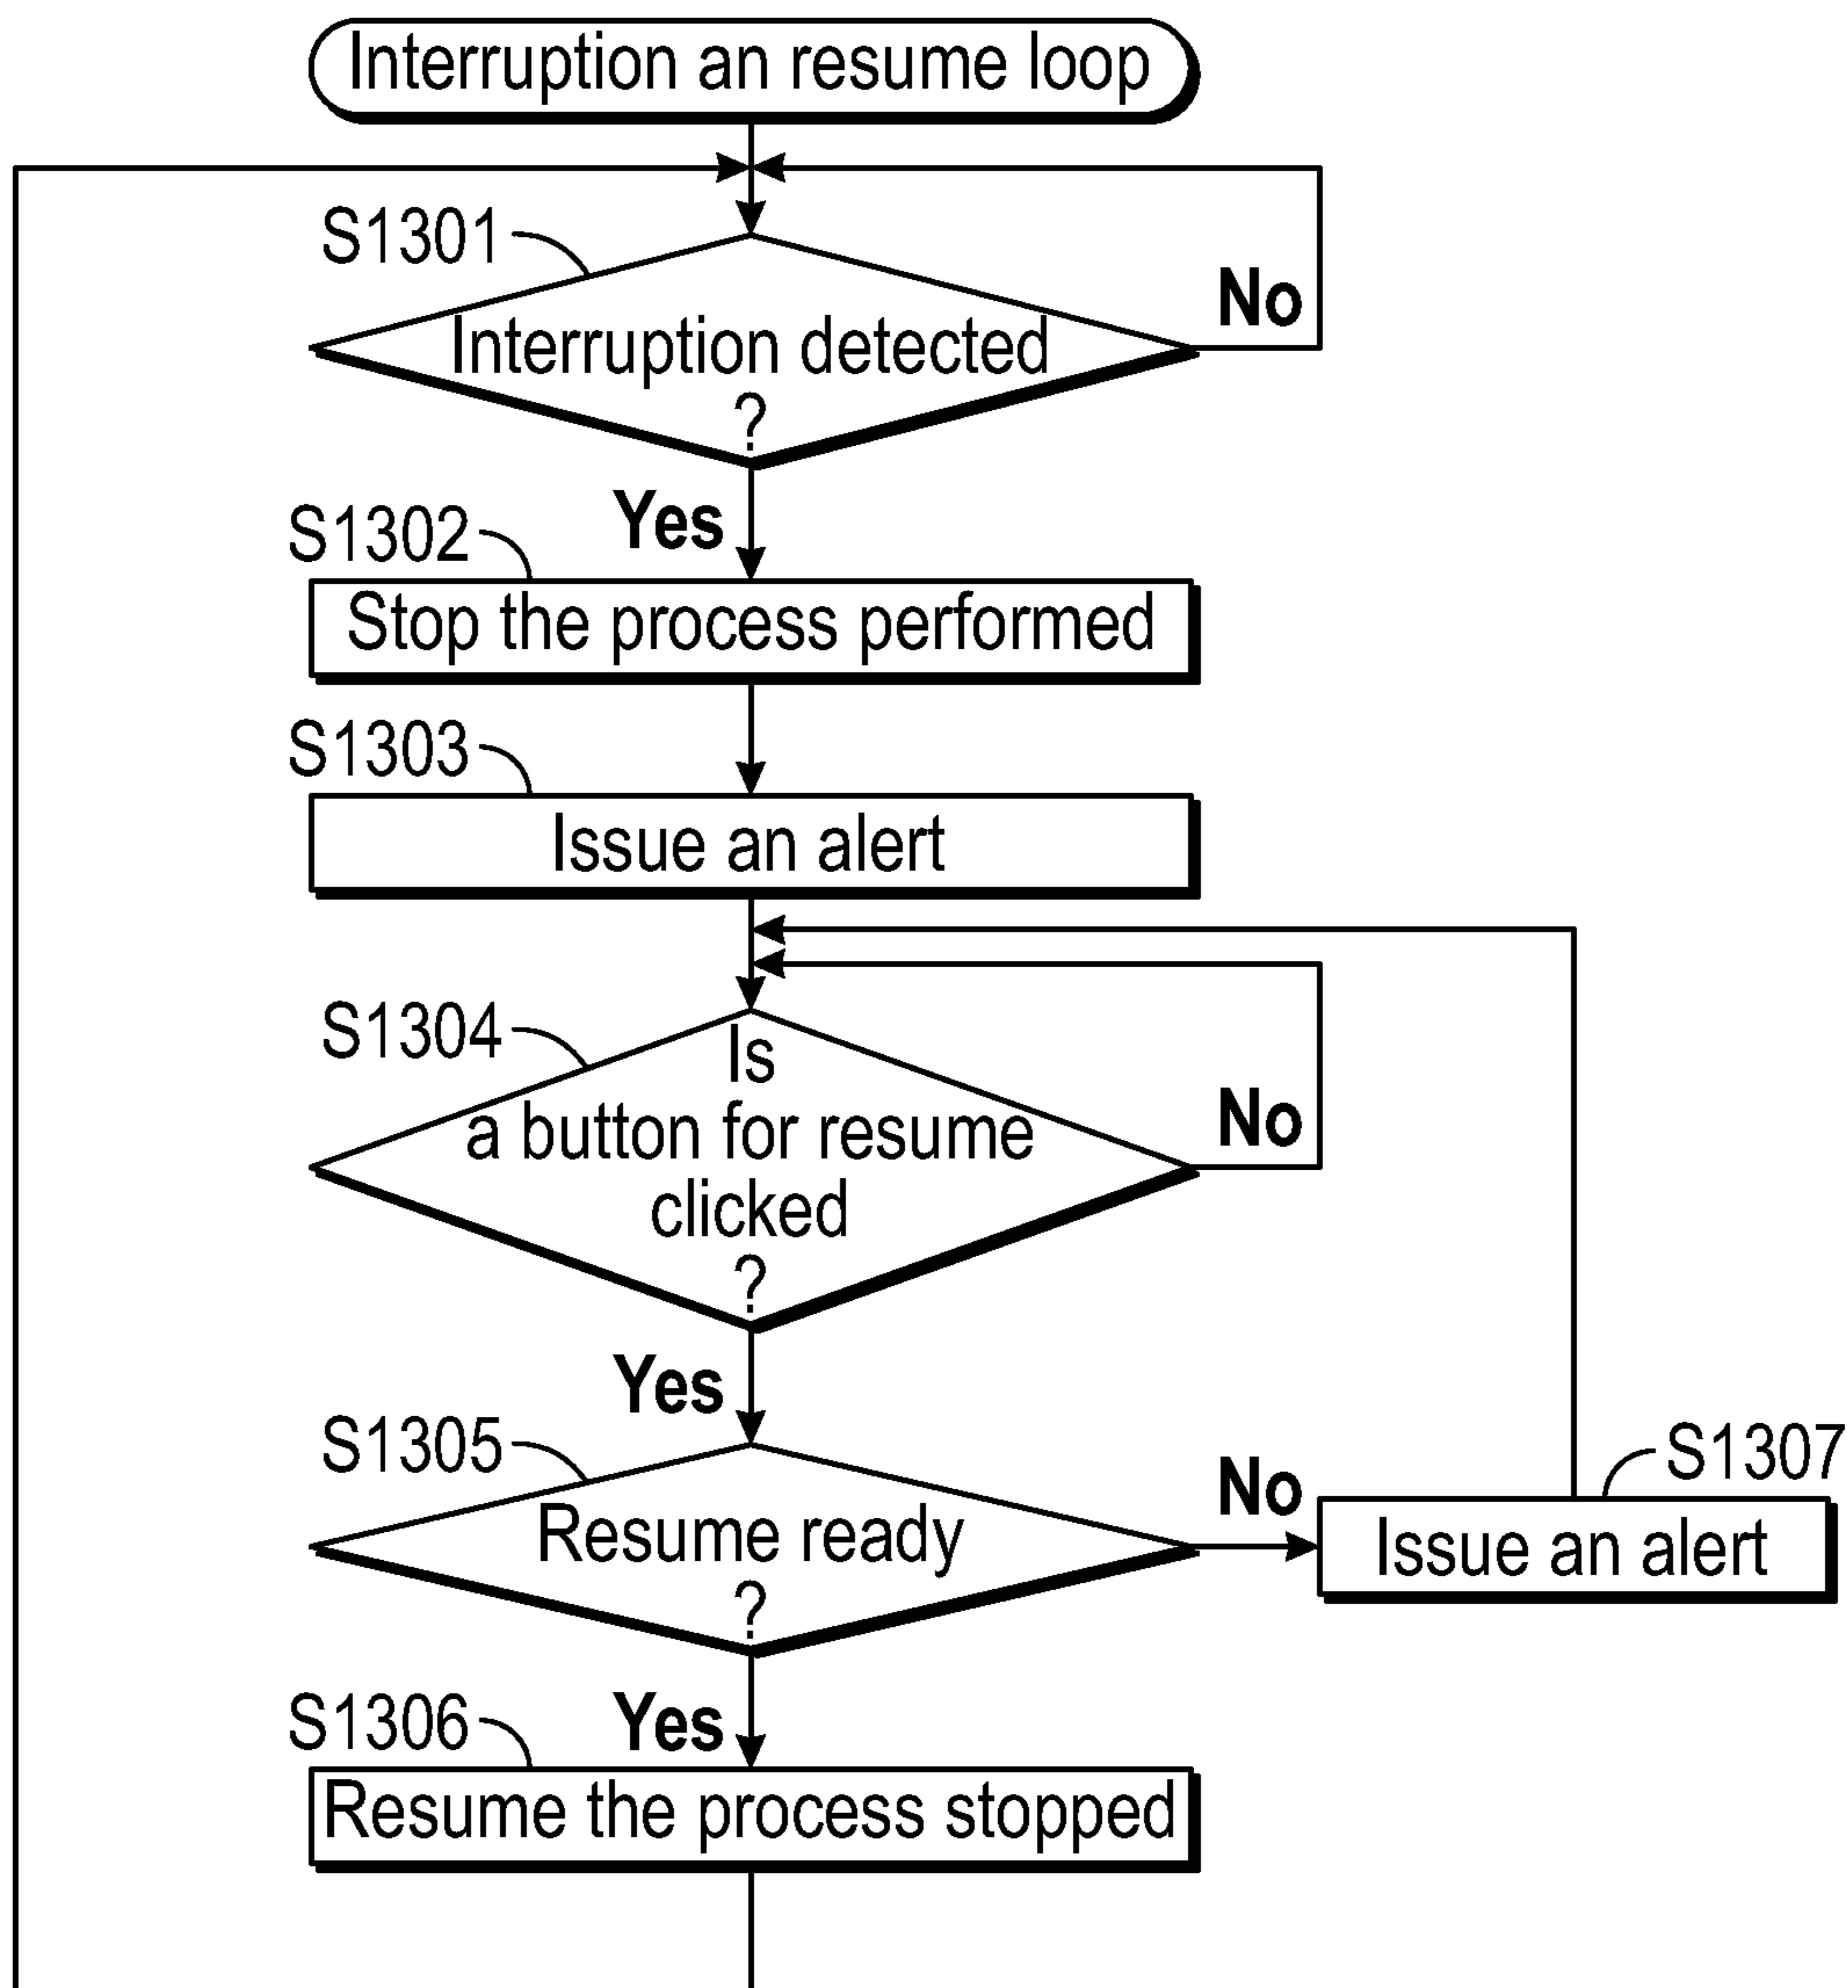 Interruption an resume loop
S1301
Interruption detected
?
No
Yes
S1302
Stop the process performed
S1303
Issue an alert
S1304
Is
a button for resume
clicked
?
No
Yes
S1305
Resume ready
?
No
S1307
Issue an alert
Yes
S1306
Resume the process stopped